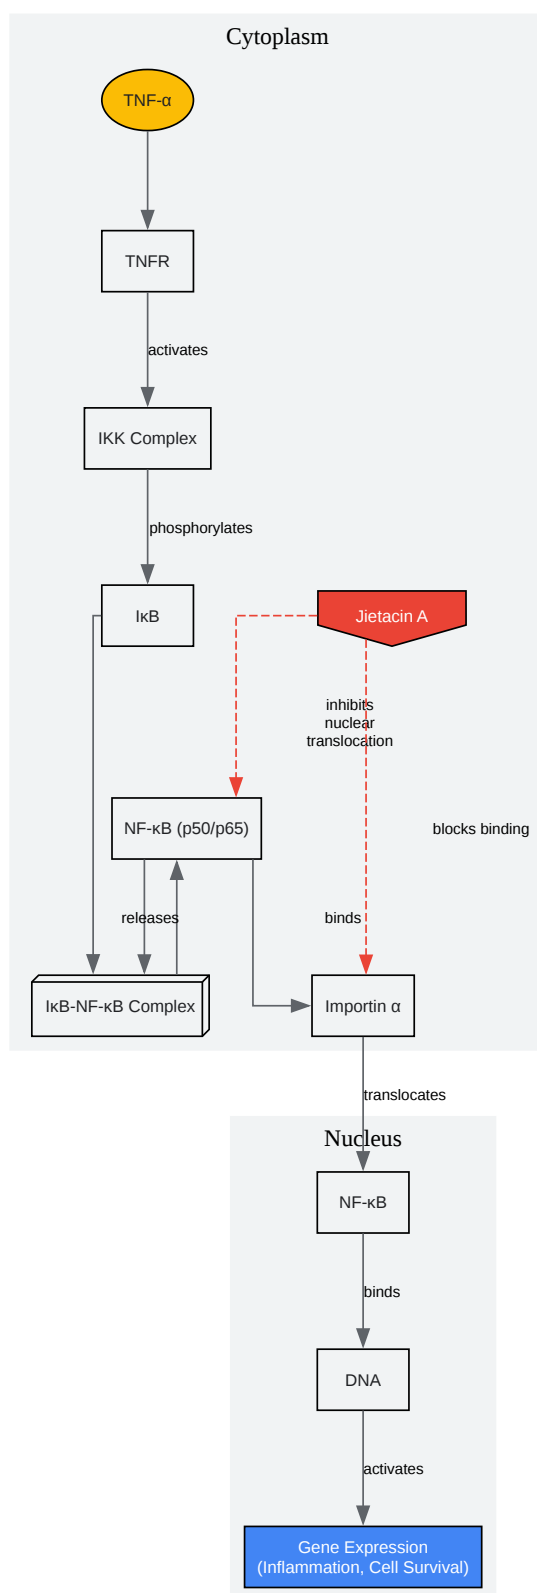 Cytoplasm
TNF-α
TNFR
activates
IKK Complex
phosphorylates
IκB
Jietacin A
inhibits
nuclear
translocation
NF-κB (p50/p65)
blocks binding
releases
binds
IκB-NF-κB Complex
Importin α
translocates
Nucleus
NF-κB
binds
DNA
activates
Gene Expression
(Inflammation, Cell Survival)